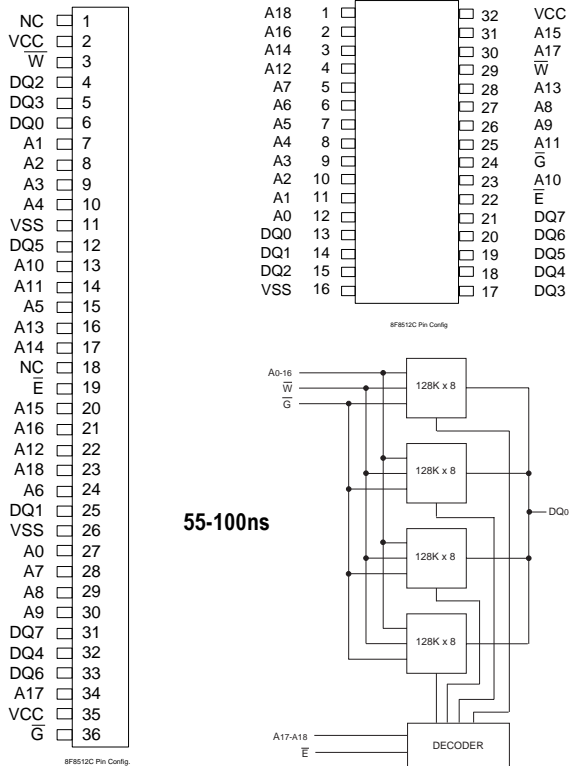 NC 1
VCC 2
W̅ 3
DQ2 4
DQ3 5
DQ0 6
A1 7
A2 8
A3 9
A4 10
VSS 11
DQ5 12
A10 13
A11 14
A5 15
A13 16
A14 17
NC 18
E̅ 19
A15 20
A16 21
A12 22
A18 23
A6 24
DQ1 25
VSS 26
A0 27
A7 28
A8 29
A9 30
DQ7 31
DQ4 32
DQ6 33
A17 34
VCC 35
G̅ 36
8F8512C Pin Config.
A18 1 32 VCC
A16 2 31 A15
A14 3 30 A17
A12 4 29 W̅
A7 5 28 A13
A6 6 27 A8
A5 7 26 A9
A4 8 25 A11
A3 9 24 G̅
A2 10 23 A10
A1 11 22 E̅
A0 12 21 DQ7
DQ0 13 20 DQ6
DQ1 14 19 DQ5
DQ2 15 18 DQ4
VSS 16 17 DQ3
8F8512C Pin Config
55-100ns
A0-16
W̅
G̅
128K x 8
128K x 8
DQ0
128K x 8
128K x 8
A17-A18
E̅
DECODER